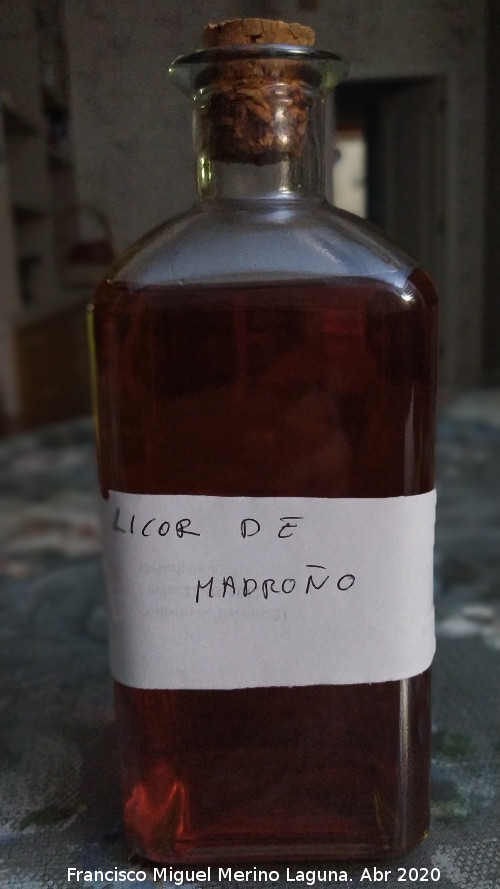 LICOR DE
MADROÑO
Francisco Miguel Merino Laguna. Abr 2020